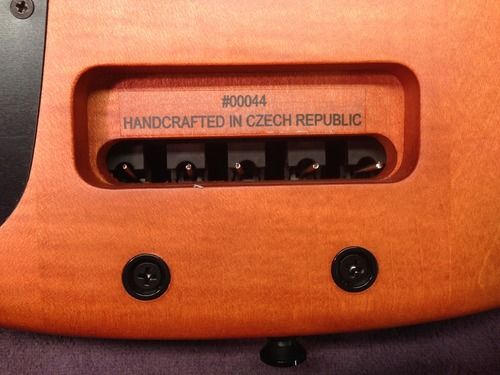 #00044
HANDCRAFTED IN CZECH REPUBLIC